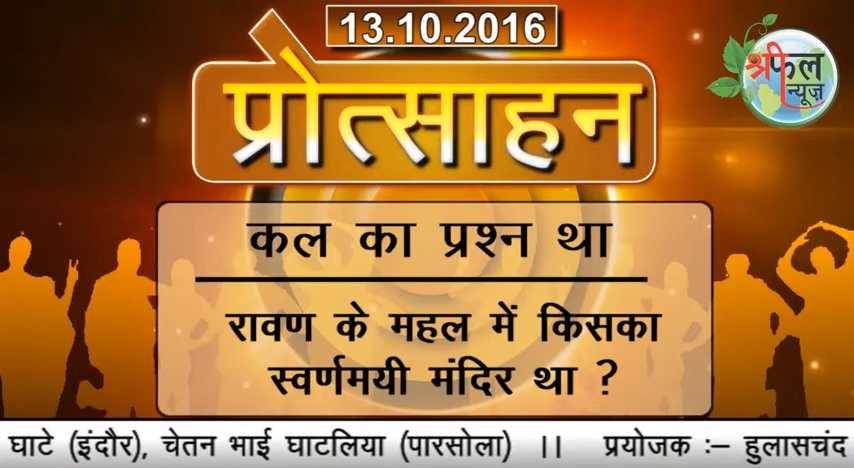 13.10.2016
श्रीफल
न्यूज़
प्रोत्साहन
कल का प्रश्न था
रावण के महल में किसका
स्वर्णमयी मंदिर था ?
घाटे (इंदौर), चेतन भाई घाटलिया (पारसोला) ।। प्रयोजक :– हुलासचंद